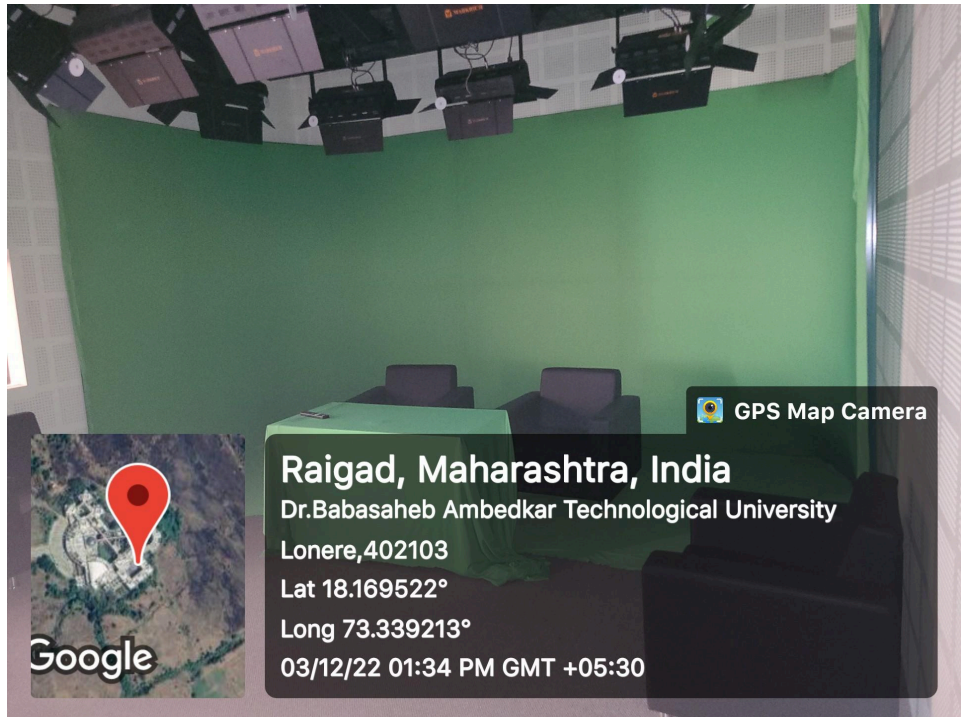 GPS Map Camera
Raigad, Maharashtra, India
Dr.Babasaheb Ambedkar Technological University
Lonere,402103
Lat 18.169522°
Long 73.339213°
03/12/22 01:34 PM GMT +05:30
Google